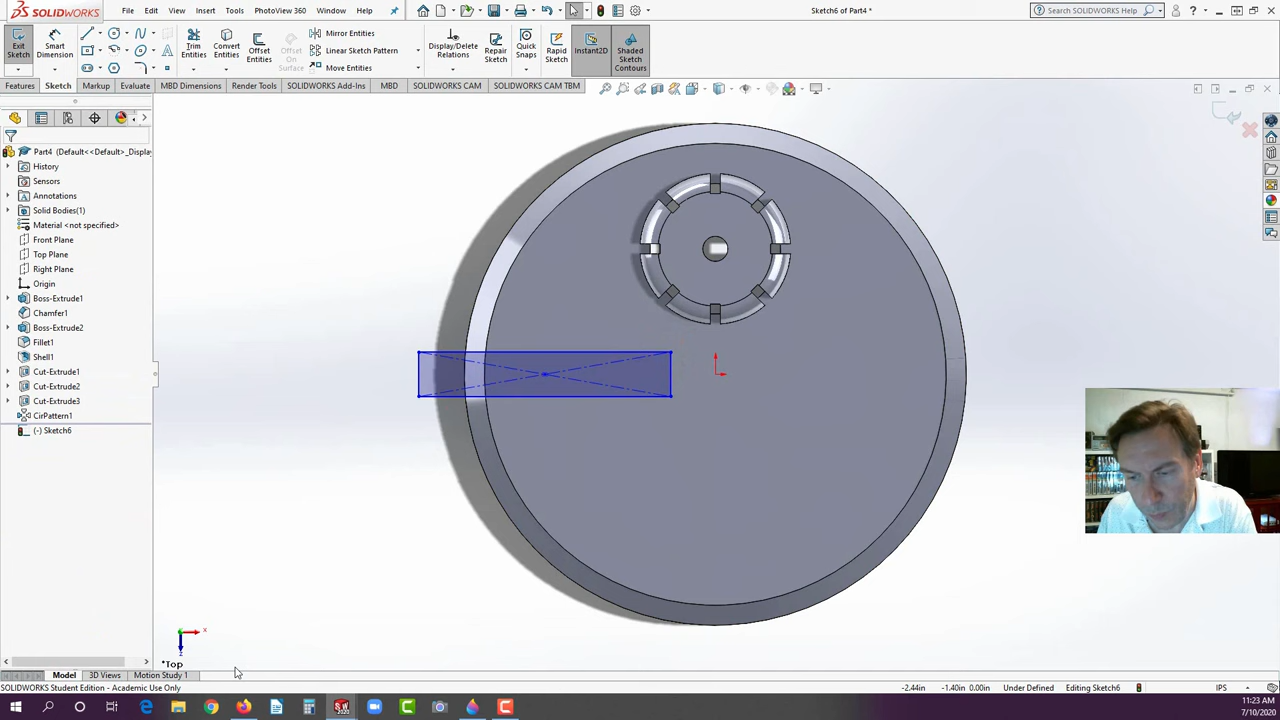 SOLIDWORKS
File Edit View Insert Tools PhotoView 360 Window Help
Sketch6 of Part4 *
Search SOLIDWORKS Help
Exit Sketch
Smart Dimension
Trim Entities
Convert Entities
Offset Entities
Offset On Surface
Mirror Entities
Linear Sketch Pattern
Move Entities
Display/Delete Relations
Repair Sketch
Quick Snaps
Rapid Sketch
Instant2D
Shaded Sketch Contours
Features Sketch Markup Evaluate MBD Dimensions Render Tools SOLIDWORKS Add-Ins MBD SOLIDWORKS CAM SOLIDWORKS CAM TBM
Part4 (Default<<Default>_Display
History
Sensors
Annotations
Solid Bodies(1)
Material <not specified>
Front Plane
Top Plane
Right Plane
Origin
Boss-Extrude1
Chamfer1
Boss-Extrude2
Fillet1
Shell1
Cut-Extrude1
Cut-Extrude2
Cut-Extrude3
CirPattern1
(-) Sketch6
x
z
*Top
Model 3D Views Motion Study 1
SOLIDWORKS Student Edition - Academic Use Only
-2.44in -1.40in 0.00in Under Defined Editing Sketch6 IPS
11:23 AM
7/10/2020